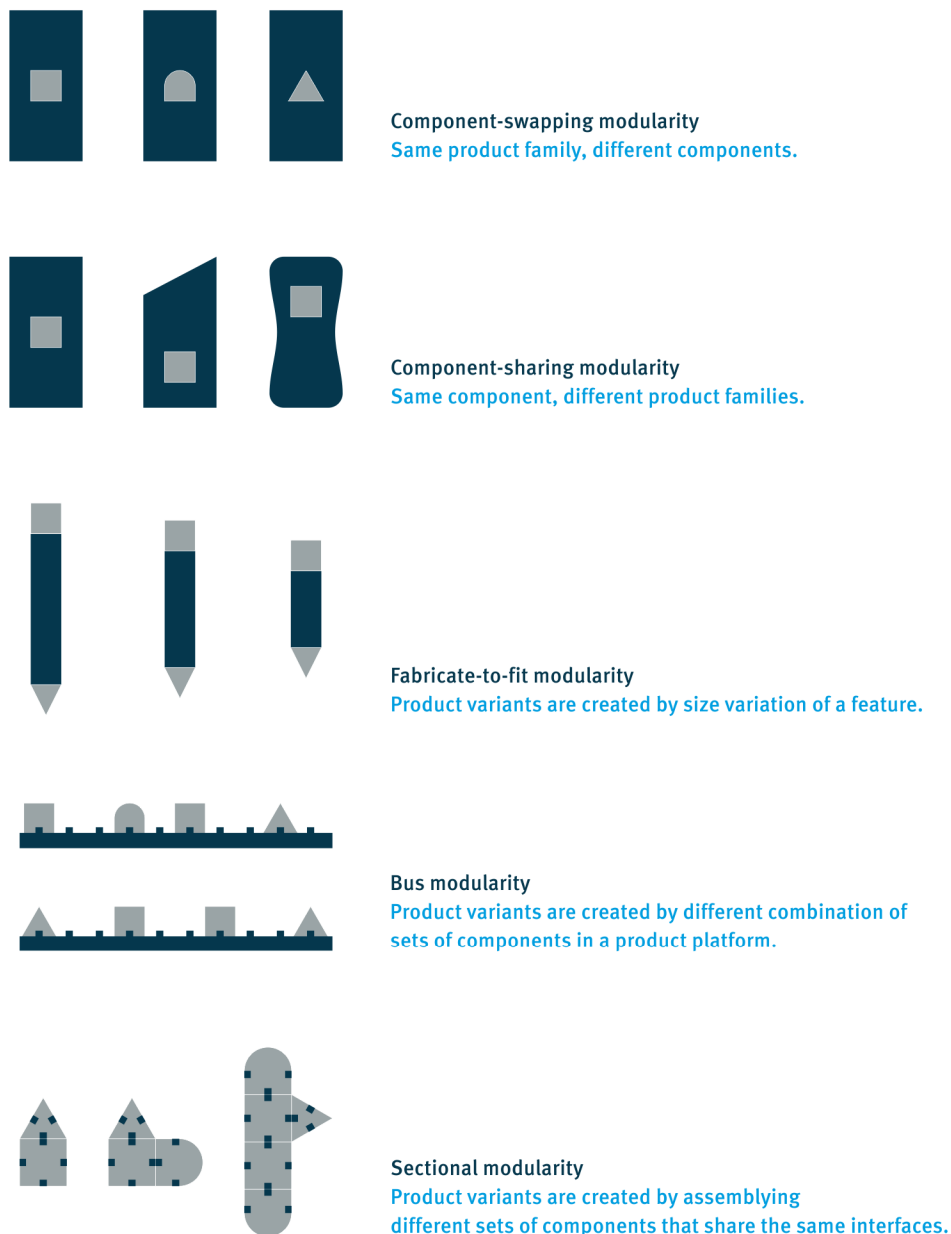 Component-swapping modularity
Same product family, different components.
Component-sharing modularity
Same component, different product families.
Fabricate-to-fit modularity
Product variants are created by size variation of a feature.
Bus modularity
Product variants are created by different combination of
sets of components in a product platform.
Sectional modularity
Product variants are created by assembling
different sets of components that share the same interfaces.